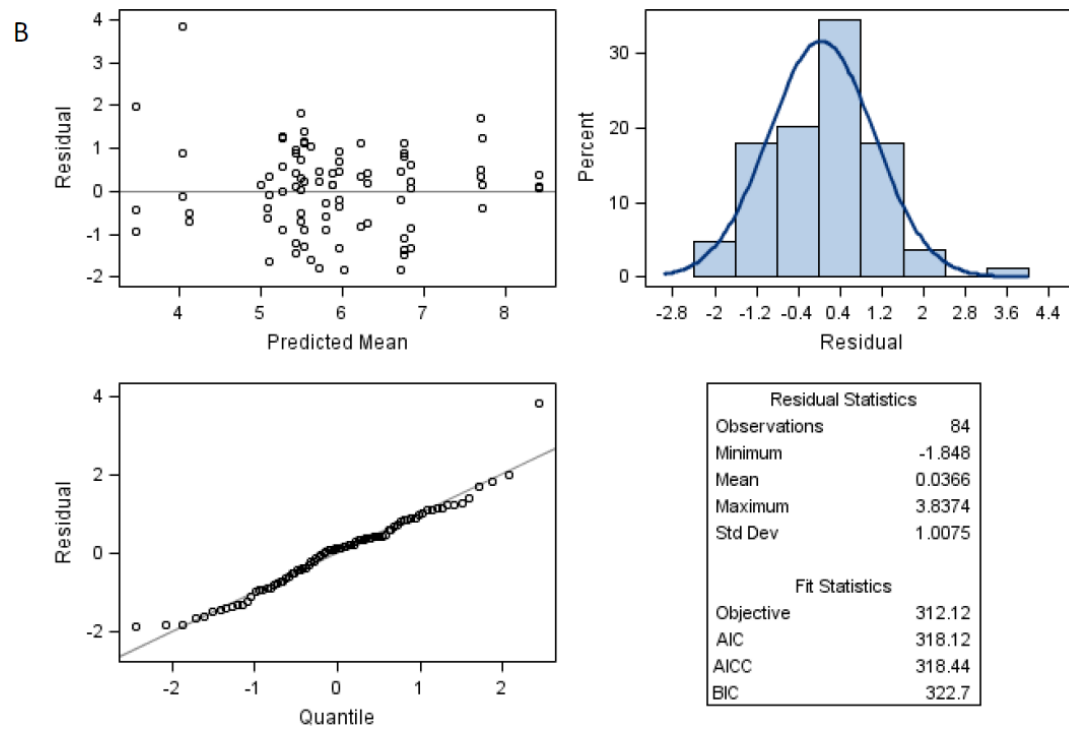 B
4
3
2
1
0
-1
-2
Residual
4 5 6 7 8
Predicted Mean
30
20
10
0
Percent
-2.8 -2 -1.2 -0.4 0.4 1.2 2 2.8 3.6 4.4
Residual
4
2
0
-2
Residual
-2 -1 0 1 2
Quantile
Residual Statistics
Observations 84
Minimum -1.848
Mean 0.0366
Maximum 3.8374
Std Dev 1.0075
Fit Statistics
Objective 312.12
AIC 318.12
AICC 318.44
BIC 322.7